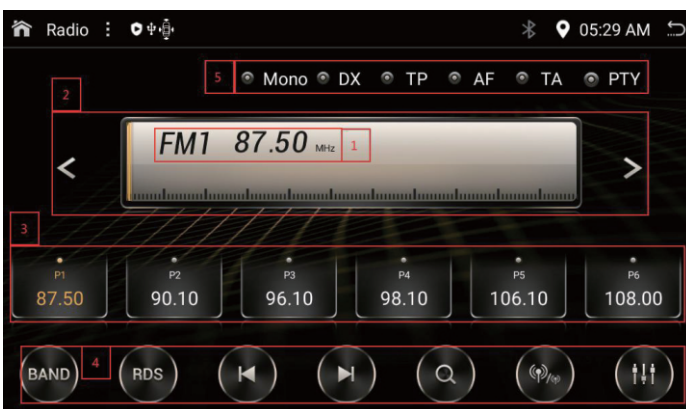 Radio 05:29 AM
5 Mono DX TP AF TA PTY
2
FM1 87.50 MHz 1
3
P1 P2 P3 P4 P5 P6
87.50 90.10 96.10 98.10 106.10 108.00
BAND 4 RDS